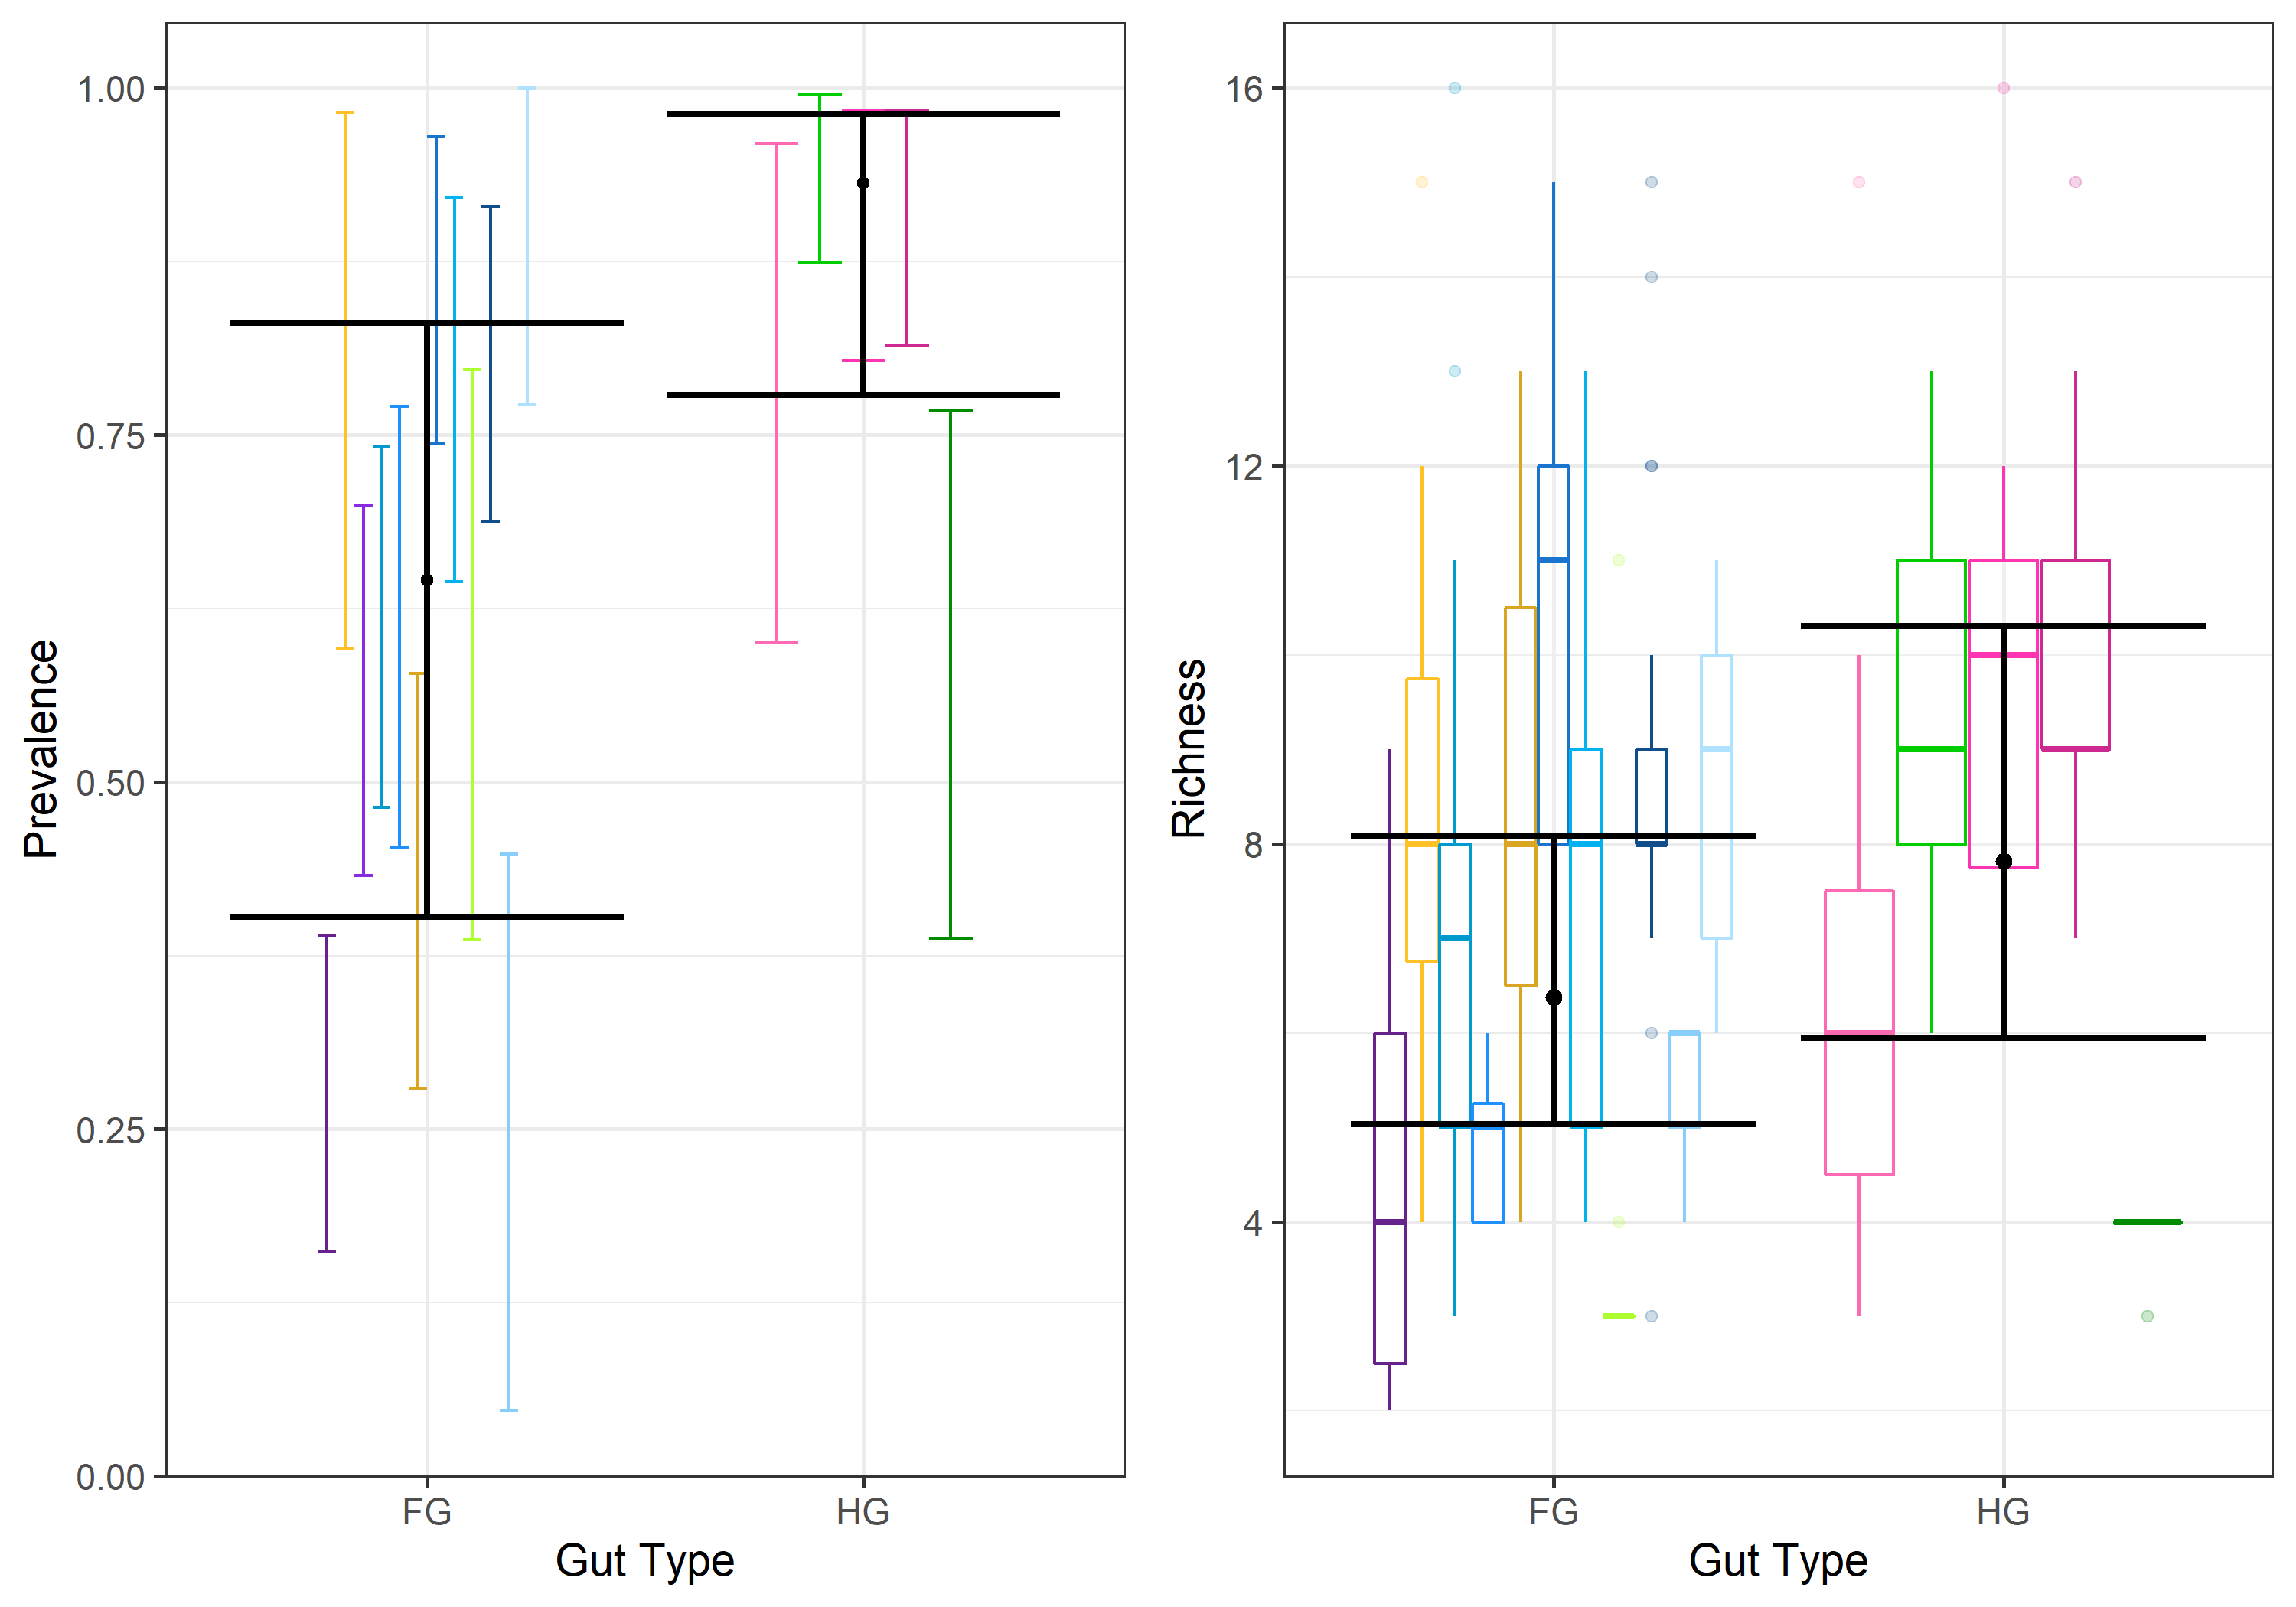 Prevalence
1.00
0.75
0.50
0.25
0.00
FG
HG
Gut Type
Richness
16
12
8
4
FG
HG
Gut Type